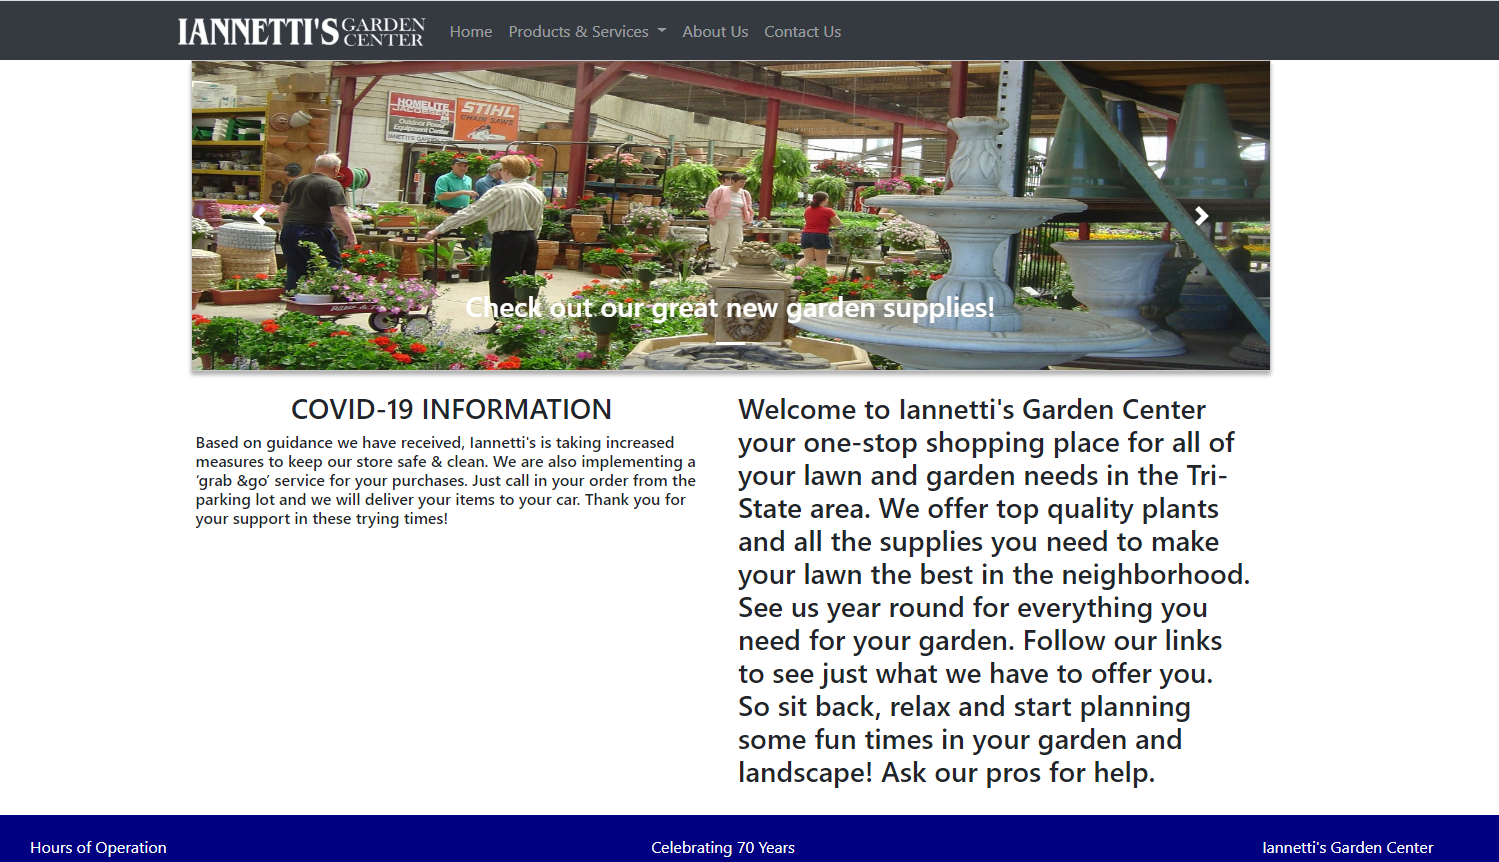 IANNETTI'S GARDEN CENTER
Home Products & Services About Us Contact Us
HOMELITE
JACOBSEN
Outdoor Power
Equipment Center
STIHL
CHAIN SAWS
Check out our great new garden supplies!
COVID-19 INFORMATION
Based on guidance we have received, Iannetti's is taking increased
measures to keep our store safe & clean. We are also implementing a
‘grab &go’ service for your purchases. Just call in your order from the
parking lot and we will deliver your items to your car. Thank you for
your support in these trying times!
Welcome to Iannetti's Garden Center
your one-stop shopping place for all of
your lawn and garden needs in the Tri-
State area. We offer top quality plants
and all the supplies you need to make
your lawn the best in the neighborhood.
See us year round for everything you
need for your garden. Follow our links
to see just what we have to offer you.
So sit back, relax and start planning
some fun times in your garden and
landscape! Ask our pros for help.
Hours of Operation
Celebrating 70 Years
Iannetti's Garden Center